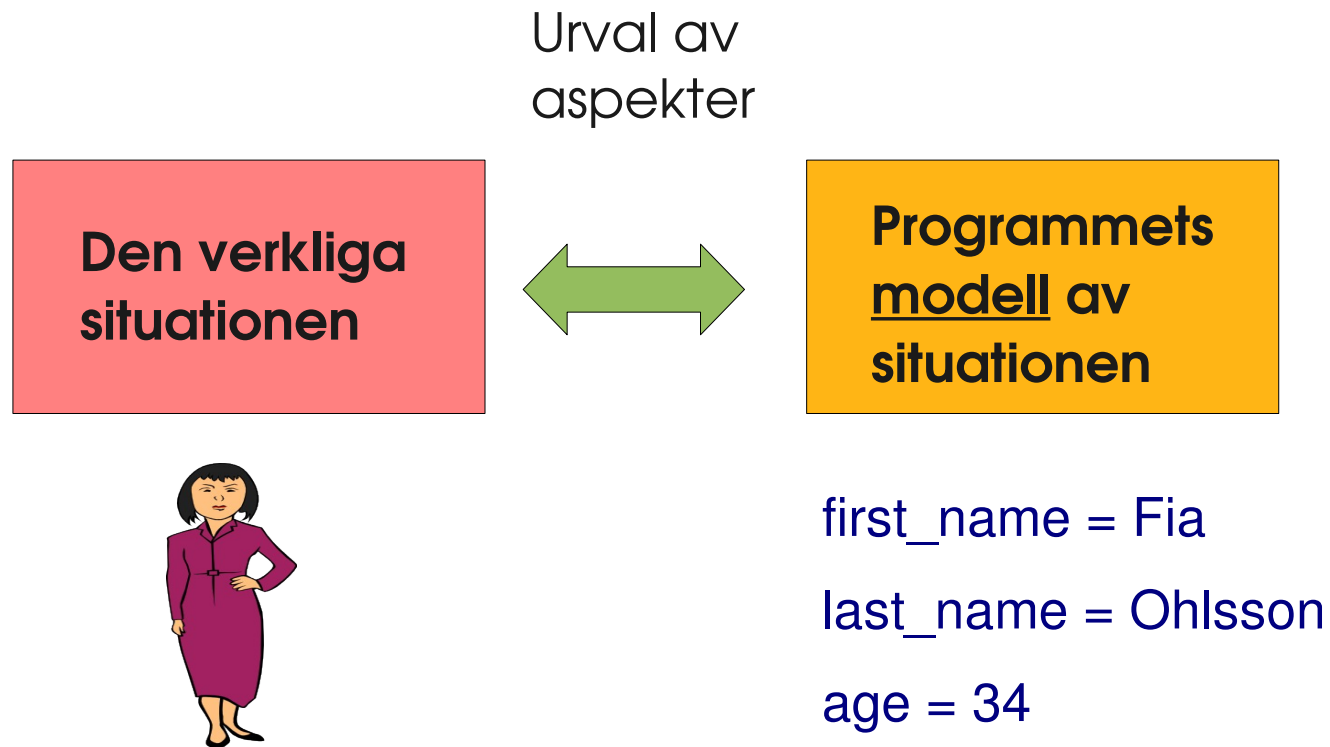 Urval av
aspekter
Den verkliga
situationen
Programmets
modell av
situationen
first_name = Fia
last_name = Ohlsson
age = 34